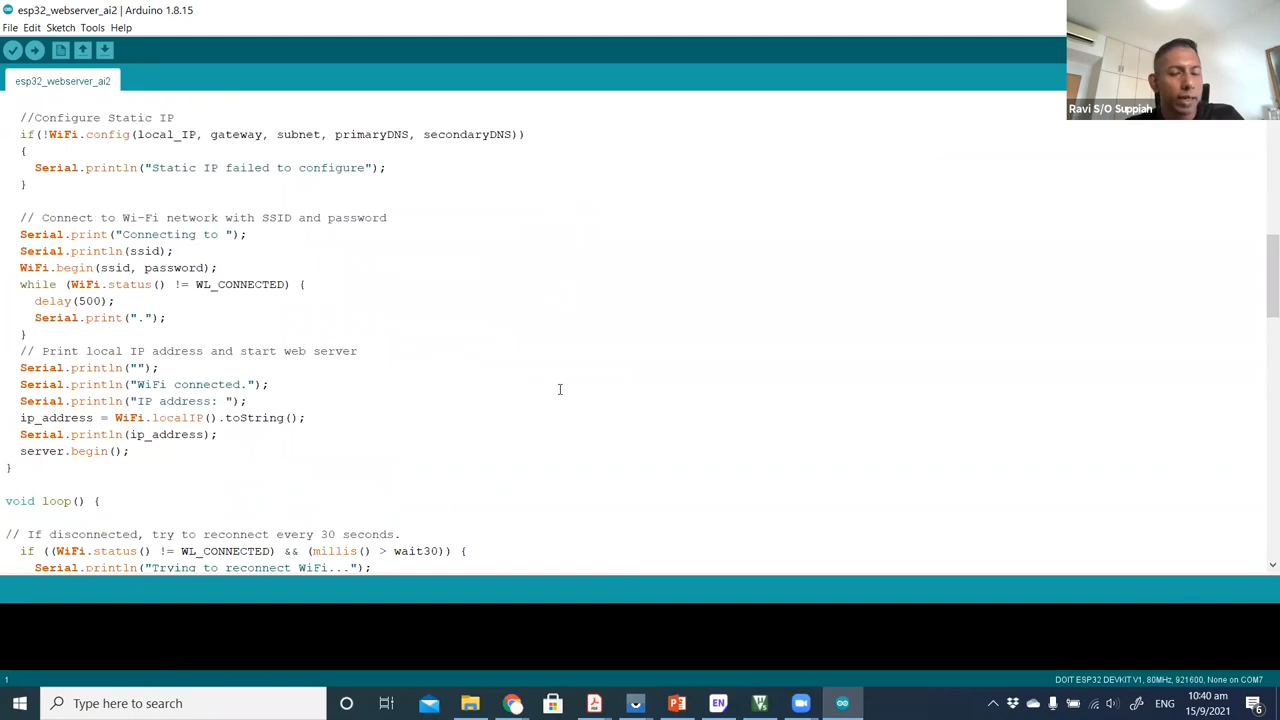 esp32_webserver_ai2 | Arduino 1.8.15
File Edit Sketch Tools Help
Ravi S/O Suppiah
esp32_webserver_ai2
//Configure Static IP
if(!WiFi.config(local_IP, gateway, subnet, primaryDNS, secondaryDNS))
{
Serial.println("Static IP failed to configure");
}
// Connect to Wi-Fi network with SSID and password
Serial.print("Connecting to ");
Serial.println(ssid);
WiFi.begin(ssid, password);
while (WiFi.status() != WL_CONNECTED) {
delay(500);
Serial.print(".");
}
// Print local IP address and start web server
Serial.println("");
Serial.println("WiFi connected.");
Serial.println("IP address: ");
ip_address = WiFi.localIP().toString();
Serial.println(ip_address);
server.begin();
}
void loop() {
// If disconnected, try to reconnect every 30 seconds.
if ((WiFi.status() != WL_CONNECTED) && (millis() > wait30)) {
Serial.println("Trying to reconnect WiFi...");
1
DOIT ESP32 DEVKIT V1, 80MHz, 921600, None on COM7
Type here to search
EN
10:40 am
15/9/2021
6